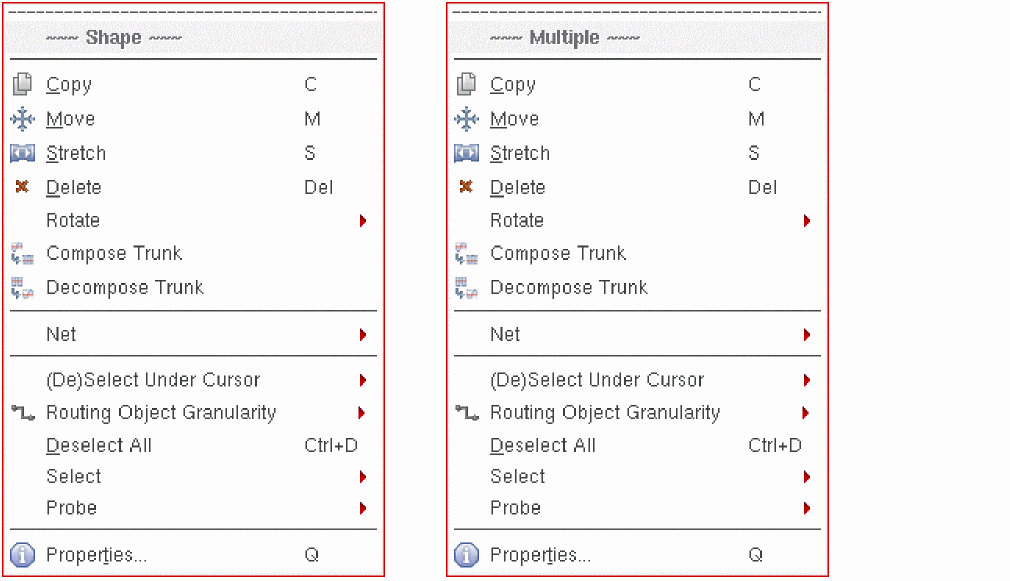 ~~~ Shape ~~~
Copy C
Move M
Stretch S
Delete Del
Rotate
Compose Trunk
Decompose Trunk
Net
(De)Select Under Cursor
Routing Object Granularity
Deselect All Ctrl+D
Select
Probe
Properties... Q
~~~ Multiple ~~~
Copy C
Move M
Stretch S
Delete Del
Rotate
Compose Trunk
Decompose Trunk
Net
(De)Select Under Cursor
Routing Object Granularity
Deselect All Ctrl+D
Select
Probe
Properties... Q